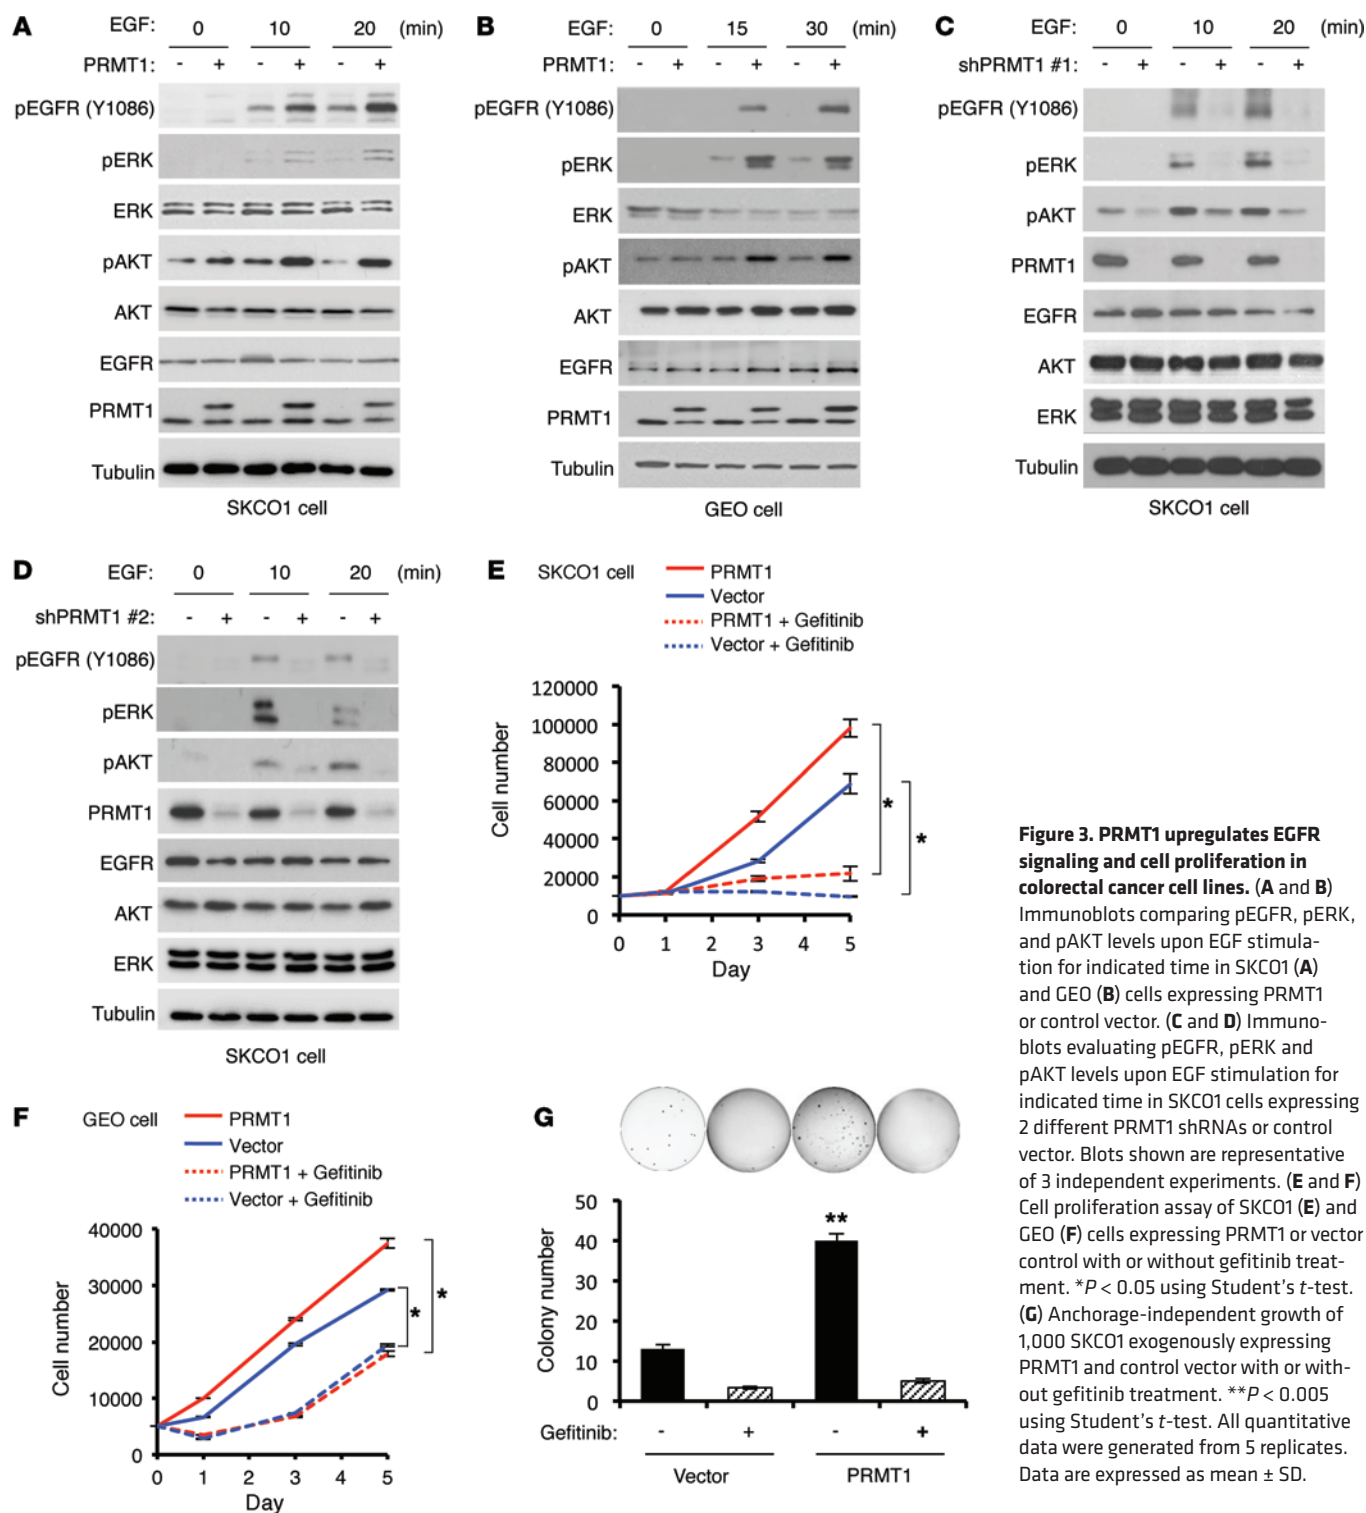 A
EGF: 0 10 20 (min)
PRMT1: - + - + - +
pEGFR (Y1086)
pERK
ERK
pAKT
AKT
EGFR
PRMT1
Tubulin
SKCO1 cell
B
EGF: 0 15 30 (min)
PRMT1: - + - + - +
pEGFR (Y1086)
pERK
ERK
pAKT
AKT
EGFR
PRMT1
Tubulin
GEO cell
C
EGF: 0 10 20 (min)
shPRMT1 #1: - + - + - +
pEGFR (Y1086)
pERK
pAKT
PRMT1
EGFR
AKT
ERK
Tubulin
SKCO1 cell
D
EGF: 0 10 20 (min)
shPRMT1 #2: - + - + - +
pEGFR (Y1086)
pERK
pAKT
PRMT1
EGFR
AKT
ERK
Tubulin
SKCO1 cell
E
SKCO1 cell
PRMT1
Vector
PRMT1 + Gefitinib
Vector + Gefitinib
Cell number
120000
100000
80000
60000
40000
20000
0
0 1 2 3 4 5
Day
*
*
F
GEO cell
PRMT1
Vector
PRMT1 + Gefitinib
Vector + Gefitinib
Cell number
40000
30000
20000
10000
0
0 1 2 3 4 5
Day
*
*
G
Colony number
50
40
30
20
10
0
**
Gefitinib: - + - +
Vector PRMT1
Figure 3. PRMT1 upregulates EGFR
signaling and cell proliferation in
colorectal cancer cell lines. (A and B)
Immunoblots comparing pEGFR, pERK,
and pAKT levels upon EGF stimula-
tion for indicated time in SKCO1 (A)
and GEO (B) cells expressing PRMT1
or control vector. (C and D) Immuno-
blots evaluating pEGFR, pERK and
pAKT levels upon EGF stimulation for
indicated time in SKCO1 cells expressing
2 different PRMT1 shRNAs or control
vector. Blots shown are representative
of 3 independent experiments. (E and F)
Cell proliferation assay of SKCO1 (E) and
GEO (F) cells expressing PRMT1 or vector
control with or without gefitinib treat-
ment. *P < 0.05 using Student's t-test.
(G) Anchorage-independent growth of
1,000 SKCO1 exogenously expressing
PRMT1 and control vector with or with-
out gefitinib treatment. **P < 0.005
using Student's t-test. All quantitative
data were generated from 5 replicates.
Data are expressed as mean ± SD.